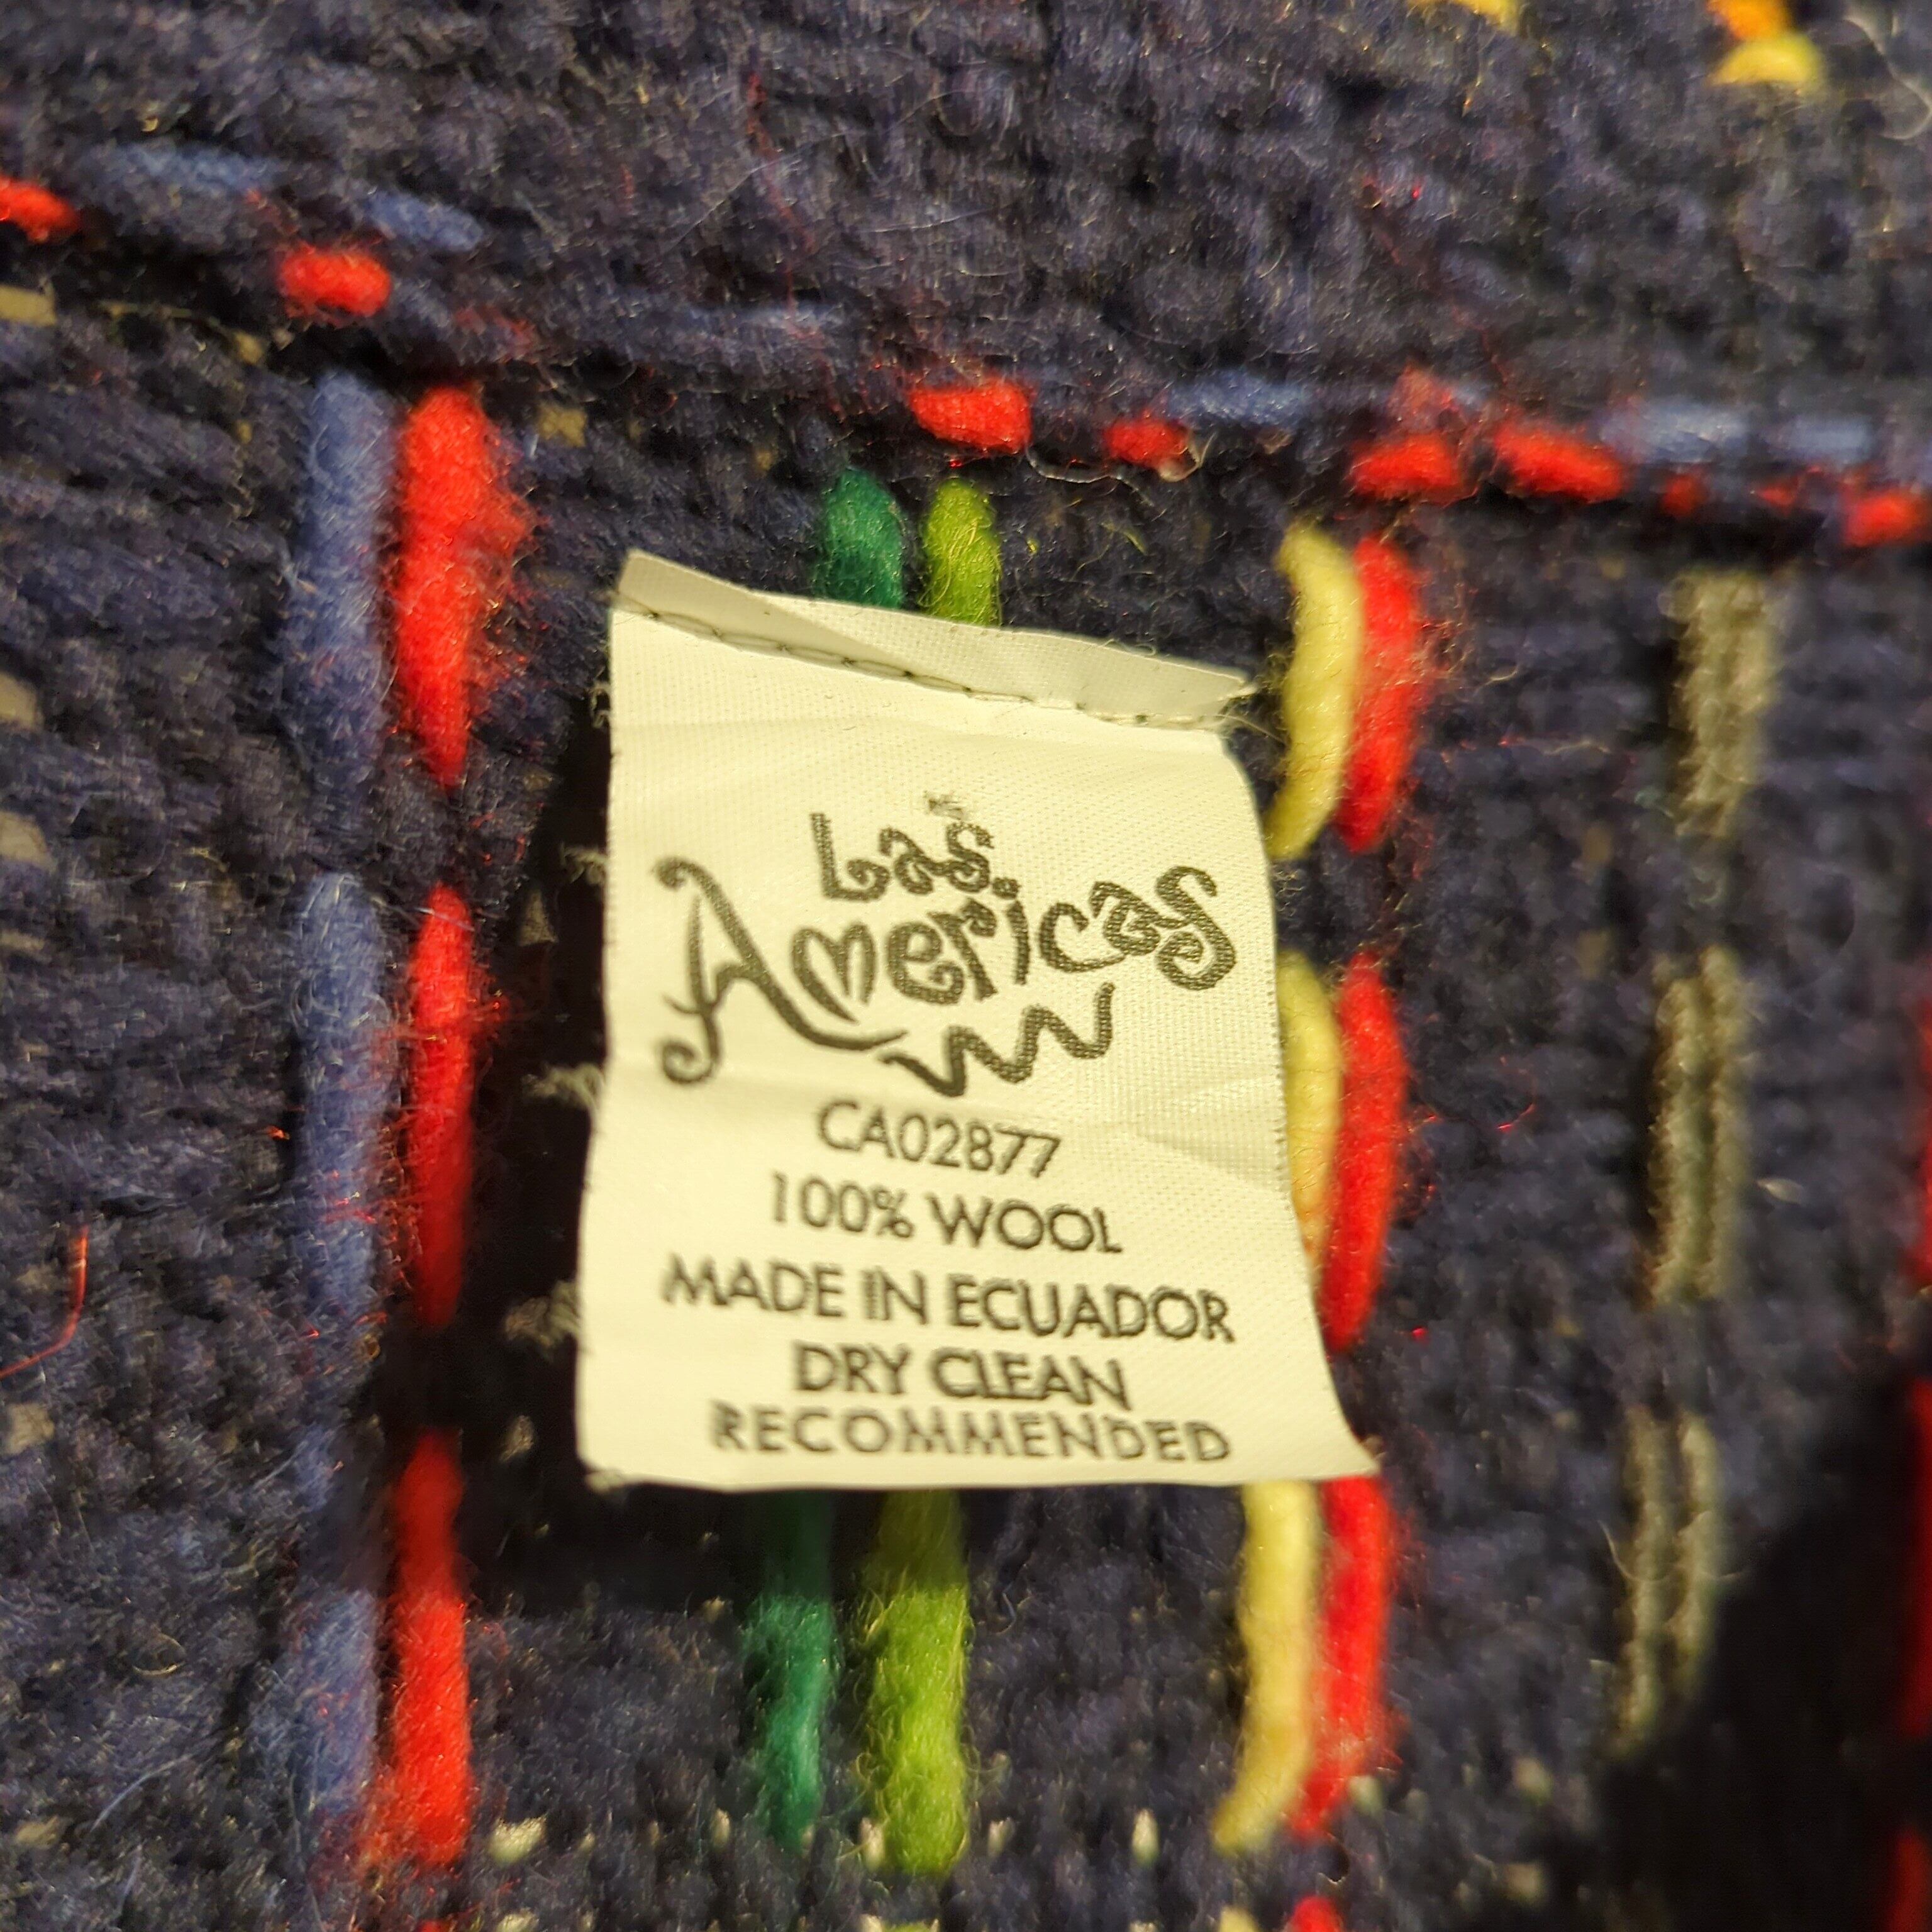 Las
Americas
CA02877
100% WOOL
MADE IN ECUADOR
DRY CLEAN
RECOMMENDED